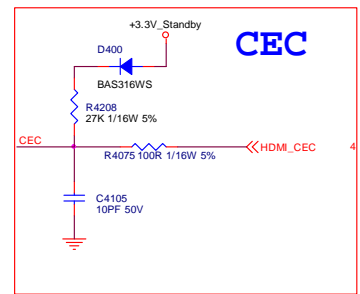 +3.3V_Standby
CEC
D400
BAS316WS
R4208
27K 1/16W 5%
CEC
HDMI_CEC
4
R4075 100R 1/16W 5%
C4105
10PF 50V